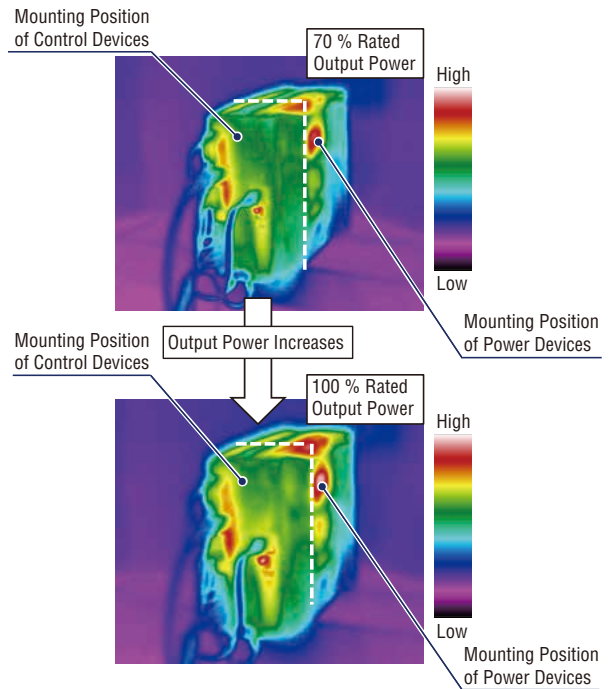 Mounting Position
of Control Devices
70 % Rated
Output Power
High
Low
Mounting Position
of Power Devices
Output Power Increases
Mounting Position
of Control Devices
100 % Rated
Output Power
High
Low
Mounting Position
of Power Devices